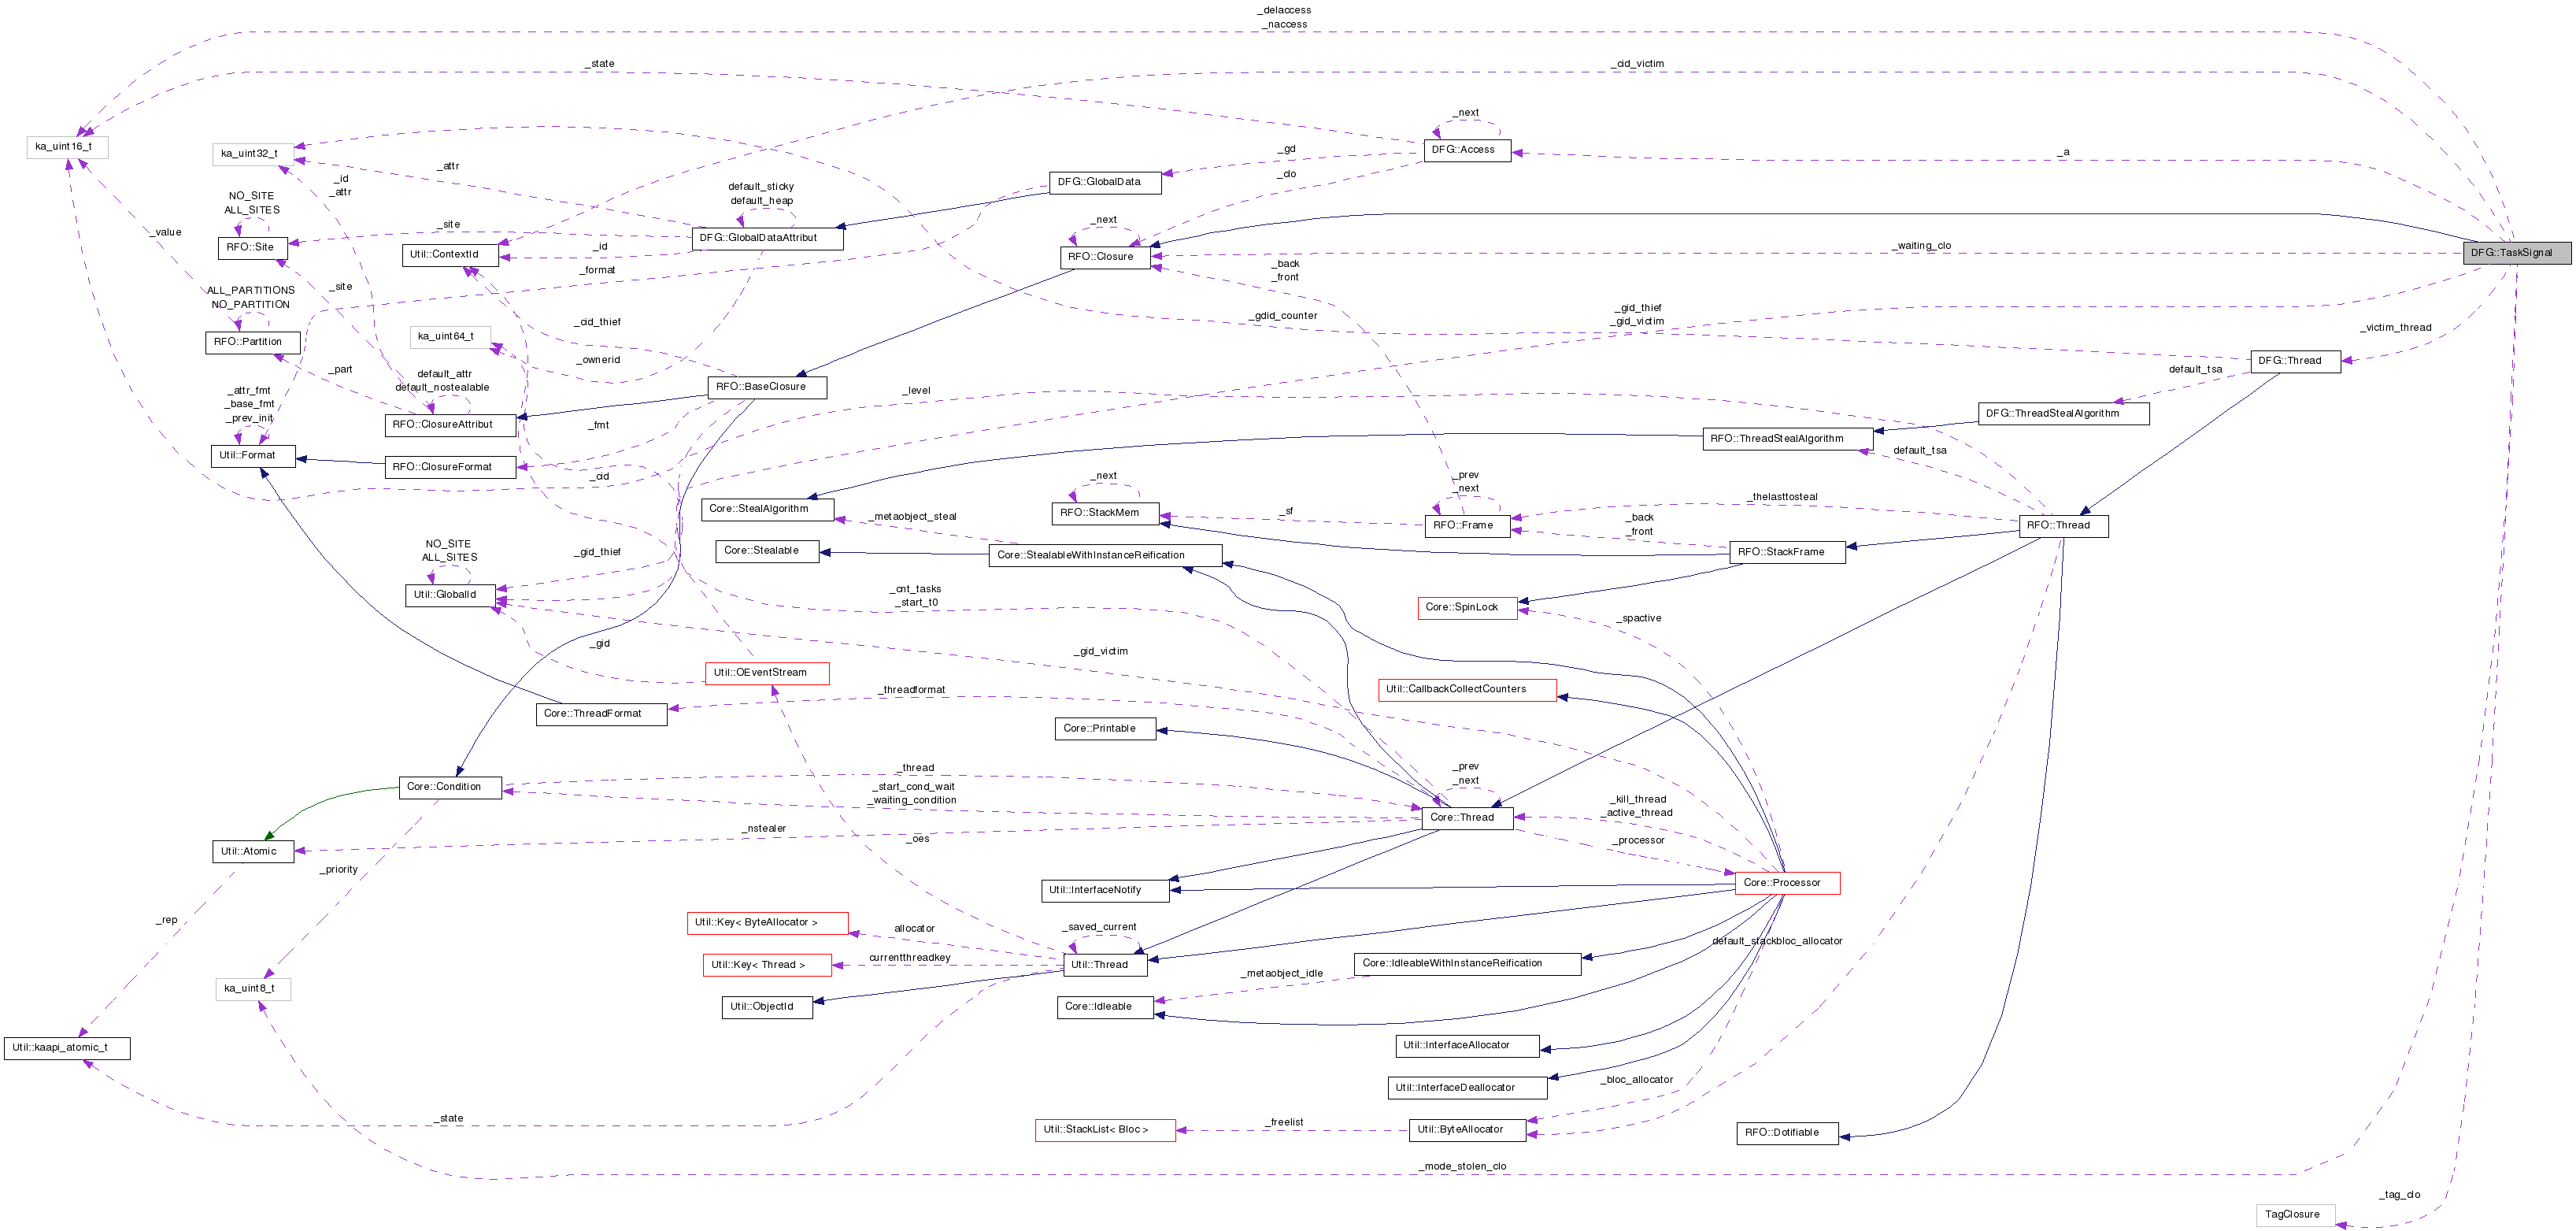 _delaccess
_naccess
_state
_cid_victim
_next
ka_uint16_t
ka_uint32_t
DFG::Access
_a
_gd
_attr
_clo
_id
_attr
DFG::GlobalData
default_sticky
default_heap
NO_SITE
ALL_SITES
_next
_site
_value
RFO::Site
DFG::GlobalDataAttribut
_id
_waiting_clo
Util::ContextId
RFO::Closure
DFG::TaskSignal
_format
_back
_front
_site
ALL_PARTITIONS
NO_PARTITION
_gid_thief
_gid_victim
_cid_thief
_gdid_counter
_victim_thread
ka_uint64_t
RFO::Partition
_ownerid
DFG::Thread
_part
default_attr
default_nostealable
default_tsa
RFO::BaseClosure
_attr_fmt
_base_fmt
_prev_init
_level
DFG::ThreadStealAlgorithm
RFO::ClosureAttribut
_fmt
RFO::ThreadStealAlgorithm
Util::Format
default_tsa
RFO::ClosureFormat
_cid
_prev
_next
_next
_thelasttosteal
Core::StealAlgorithm
RFO::StackMem
_metaobject_steal
_sf
_back
_front
RFO::Frame
RFO::Thread
NO_SITE
ALL_SITES
_gid_thief
Core::Stealable
Core::StealableWithInstanceReification
RFO::StackFrame
Util::GlobalId
_cnt_tasks
_start_t0
Core::SpinLock
_spactive
_gid
_gid_victim
Util::OEventStream
_threadformat
Util::CallbackCollectCounters
Core::ThreadFormat
Core::Printable
_thread
_prev
_next
Core::Condition
_start_cond_wait
_waiting_condition
_kill_thread
_active_thread
Core::Thread
_nstealer
_oes
_processor
Util::Atomic
_priority
Core::Processor
Util::InterfaceNotify
_rep
Util::Key< ByteAllocator >
allocator
_saved_current
default_stackbloc_allocator
Util::Key< Thread >
currentthreadkey
Util::Thread
Core::IdleableWithInstanceReification
_metaobject_idle
ka_uint8_t
Util::ObjectId
Core::Idleable
Util::kaapi_atomic_t
Util::InterfaceAllocator
_bloc_allocator
Util::InterfaceDeallocator
_state
_freelist
Util::StackList< Bloc >
Util::ByteAllocator
RFO::Dotifiable
_mode_stolen_clo
_tag_clo
TagClosure